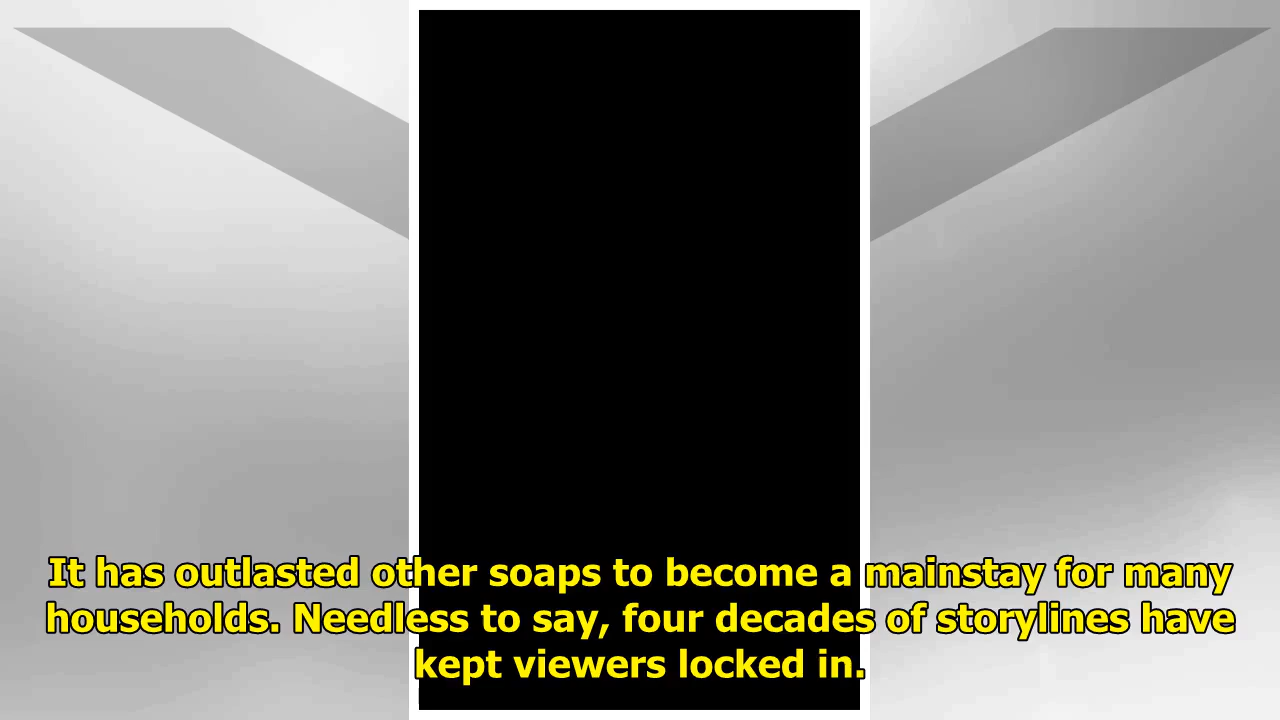 It has outlasted other soaps to become a mainstay for many
households. Needless to say, four decades of storylines have
kept viewers locked in.